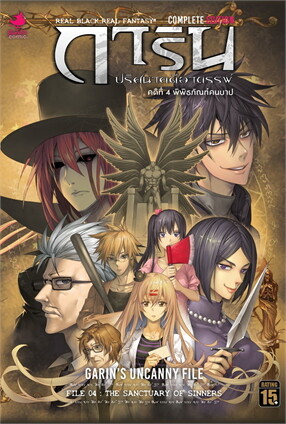 REAL BLACK REAL FANTASY
COMPLETE
การิน
ปริศนาคดีอาถรรพ์
คดีที่ 4 พิพิธภัณฑ์คนบาป
GARIN'S UNCANNY FILE
FILE 04 : THE SANCTUARY OF SINNERS
RATING
15